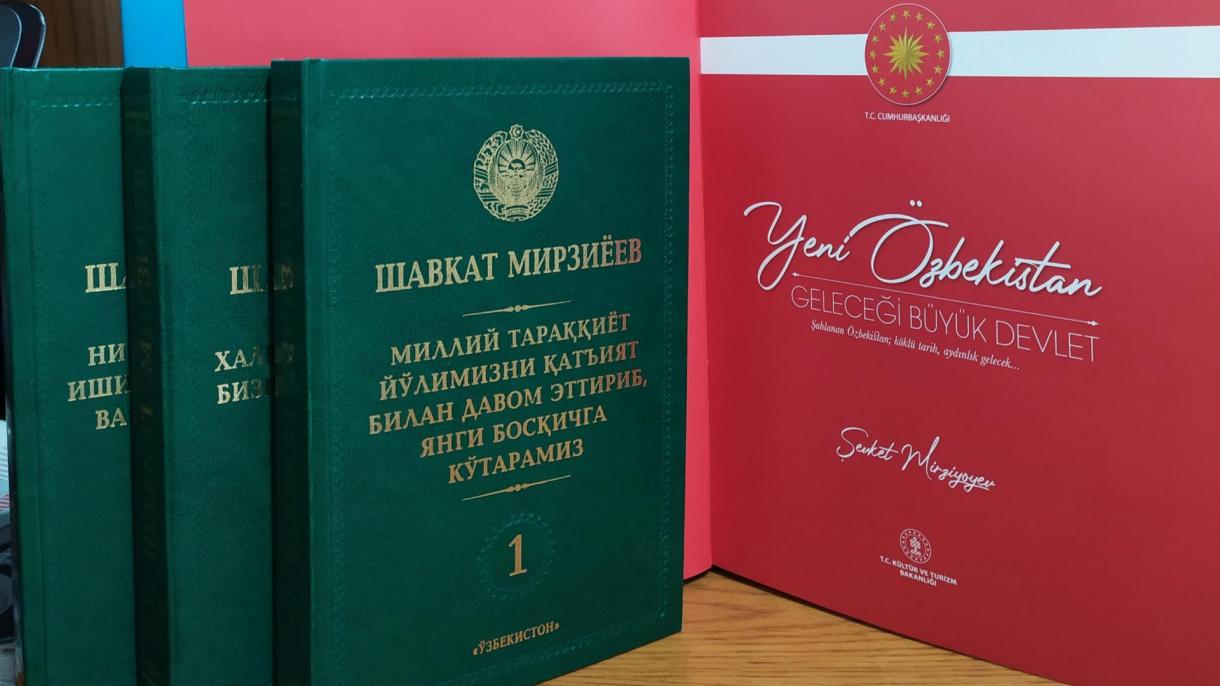 ШАВКАТ МИРЗИЁЕВ
МИЛЛИЙ ТАРАҚҚИЁТ
ЙЎЛИМИЗНИ ҚАТЪИЯТ
БИЛАН ДАВОМ ЭТТИРИБ,
ЯНГИ БОСҚИЧГА
КЎТАРАМИЗ
1
«ЎЗБЕКИСТОН»
T.C. CUMHURBAŞKANLIĞI
Yeni Özbekistan
GELECEĞİ BÜYÜK DEVLET
Şahlanan Özbekistan; köklü tarih, aydınlık gelecek...
Şevket Mirziyoyev
T.C. KÜLTÜR VE TURİZM
BAKANLIĞI